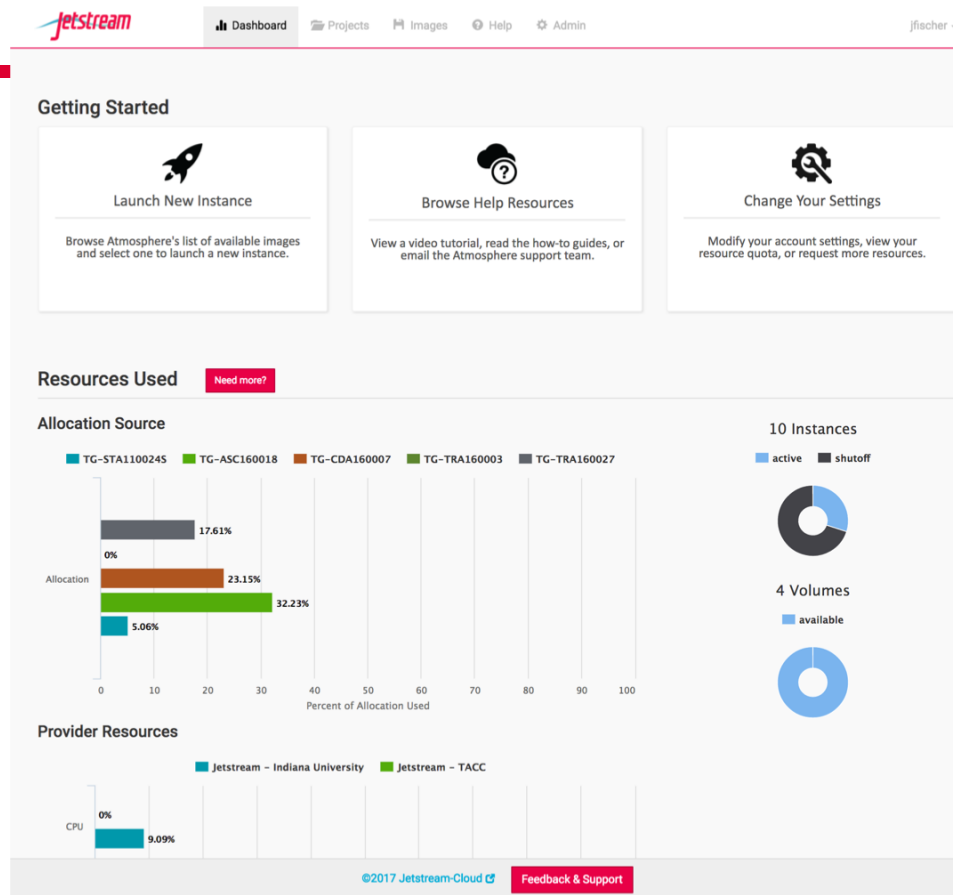 Jetstream
Dashboard Projects Images Help Admin jfischer
Getting Started
Launch New Instance
Browse Atmosphere's list of available images
and select one to launch a new instance.
Browse Help Resources
View a video tutorial, read the how-to guides, or
email the Atmosphere support team.
Change Your Settings
Modify your account settings, view your
resource quota, or request more resources.
Resources Used Need more?
Allocation Source
TG-STA110024S TG-ASC160018 TG-CDA160007 TG-TRA160003 TG-TRA160027
17.61%
0%
Allocation 23.15%
32.23%
5.06%
0 10 20 30 40 50 60 70 80 90 100
Percent of Allocation Used
10 Instances
active shutoff
4 Volumes
available
Provider Resources
Jetstream - Indiana University Jetstream - TACC
0%
CPU
9.09%
©2017 Jetstream-Cloud Feedback & Support